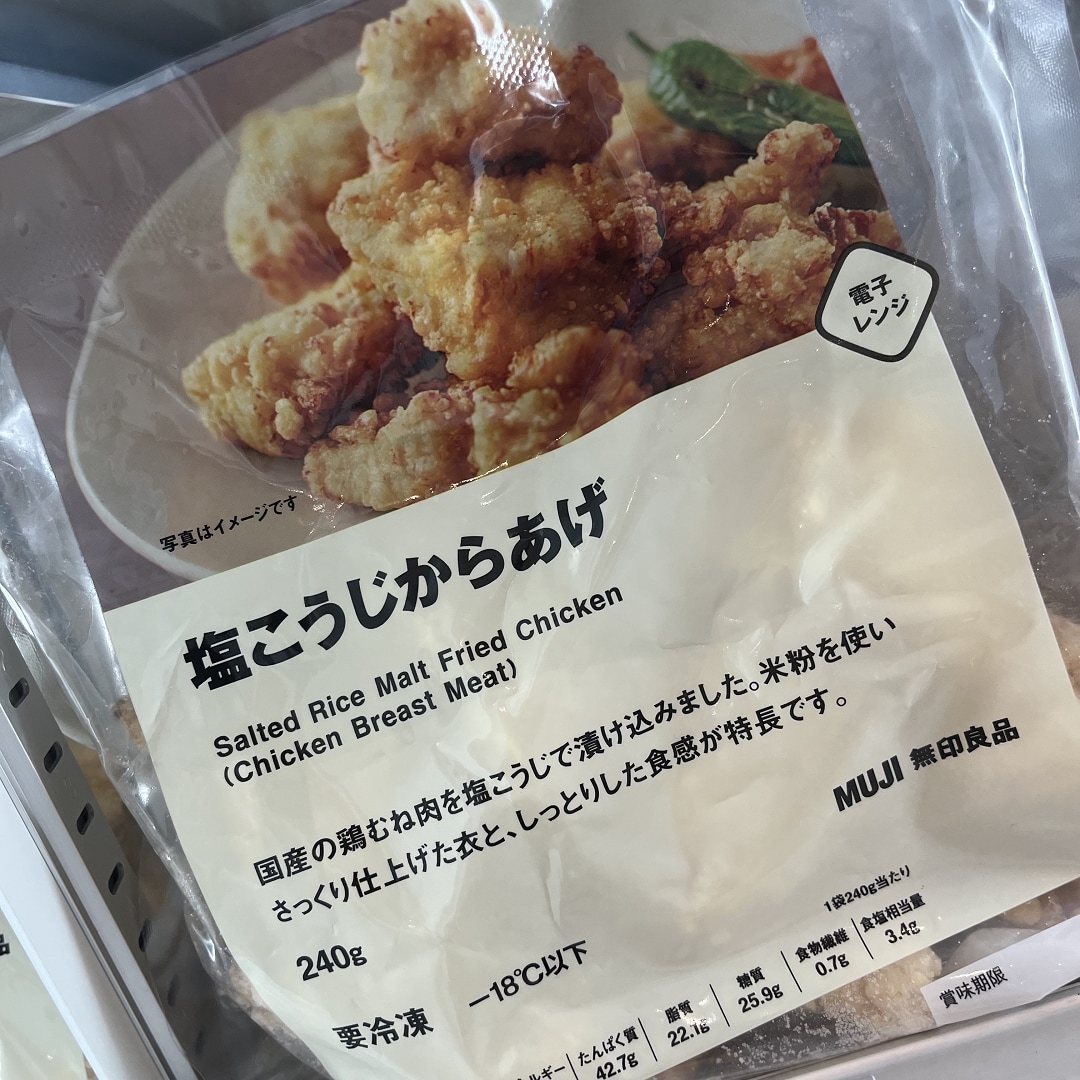 電子
レンジ
写真はイメージです
塩こうじからあげ
Salted Rice Malt Fried Chicken
(Chicken Breast Meat)
国産の鶏むね肉を塩こうじで漬け込みました。米粉を使い
さっくり仕上げた衣と、しっとりした食感が特長です。
MUJI 無印良品
240g
要冷凍 −18℃以下
1袋240g当たり
たんぱく質 脂質 糖質 食物繊維 食塩相当量
42.7g 22.1g 25.9g 0.7g 3.4g
賞味期限
品